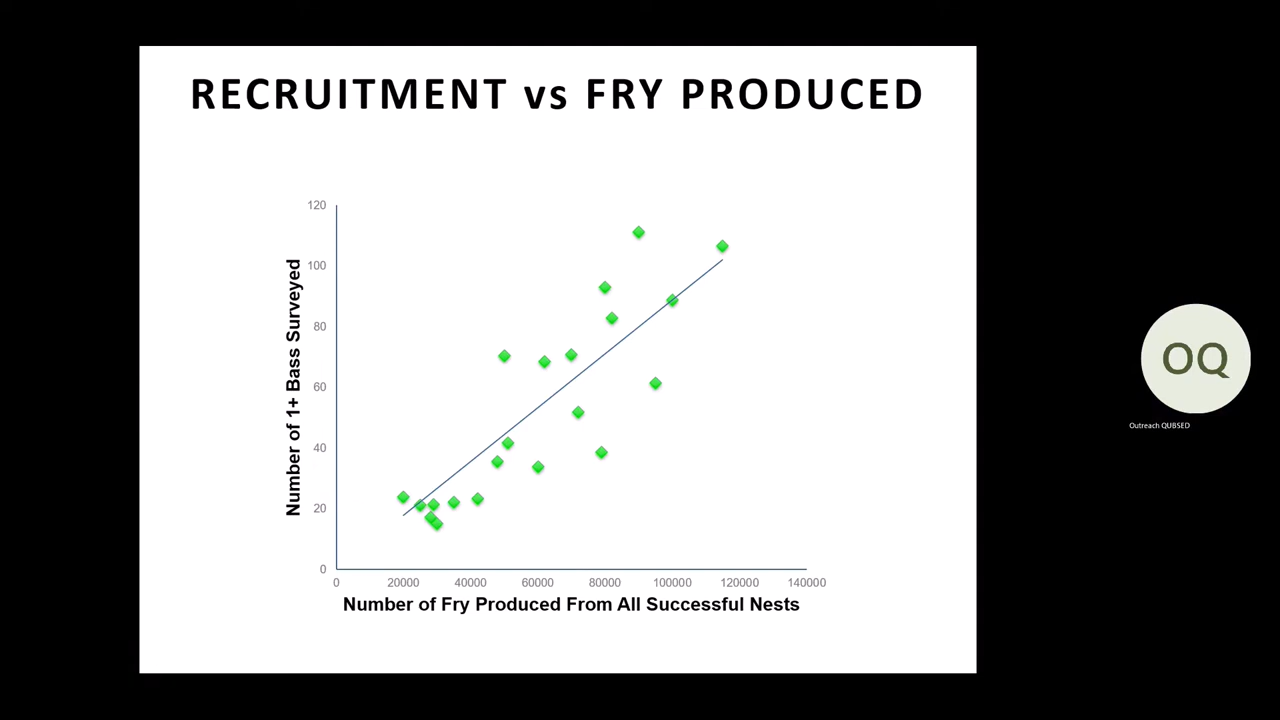 RECRUITMENT vs FRY PRODUCED
120
100
80
60
40
20
0
Number of 1+ Bass Surveyed
0 20000 40000 60000 80000 100000 120000 140000
Number of Fry Produced From All Successful Nests
OQ
Outreach QUBSED